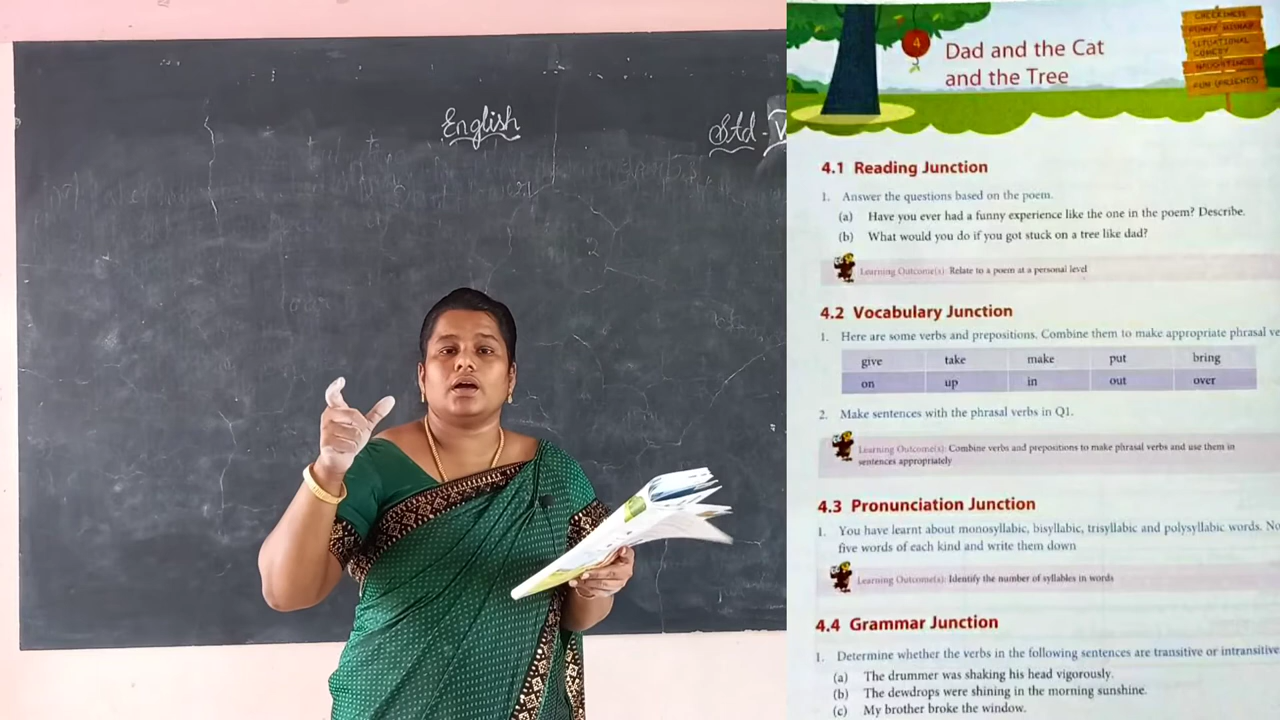 English
Std - V
4
Dad and the Cat
and the Tree
CHEERINESS
FUNNY MISHAP
SITUATIONAL
COMEDY
NAUGHTINESS
FUN (PARENTS)
4.1 Reading Junction
1. Answer the questions based on the poem.
(a) Have you ever had a funny experience like the one in the poem? Describe.
(b) What would you do if you got stuck on a tree like dad?
Learning Outcome(s): Relate to a poem at a personal level
4.2 Vocabulary Junction
1. Here are some verbs and prepositions. Combine them to make appropriate phrasal ve
give take make put bring
on up in out over
2. Make sentences with the phrasal verbs in Q1.
Learning Outcome(s): Combine verbs and prepositions to make phrasal verbs and use them in
sentences appropriately
4.3 Pronunciation Junction
1. You have learnt about monosyllabic, bisyllabic, trisyllabic and polysyllabic words. No
five words of each kind and write them down
Learning Outcome(s): Identify the number of syllables in words
4.4 Grammar Junction
1. Determine whether the verbs in the following sentences are transitive or intransitive
(a) The drummer was shaking his head vigorously.
(b) The dewdrops were shining in the morning sunshine.
(c) My brother broke the window.